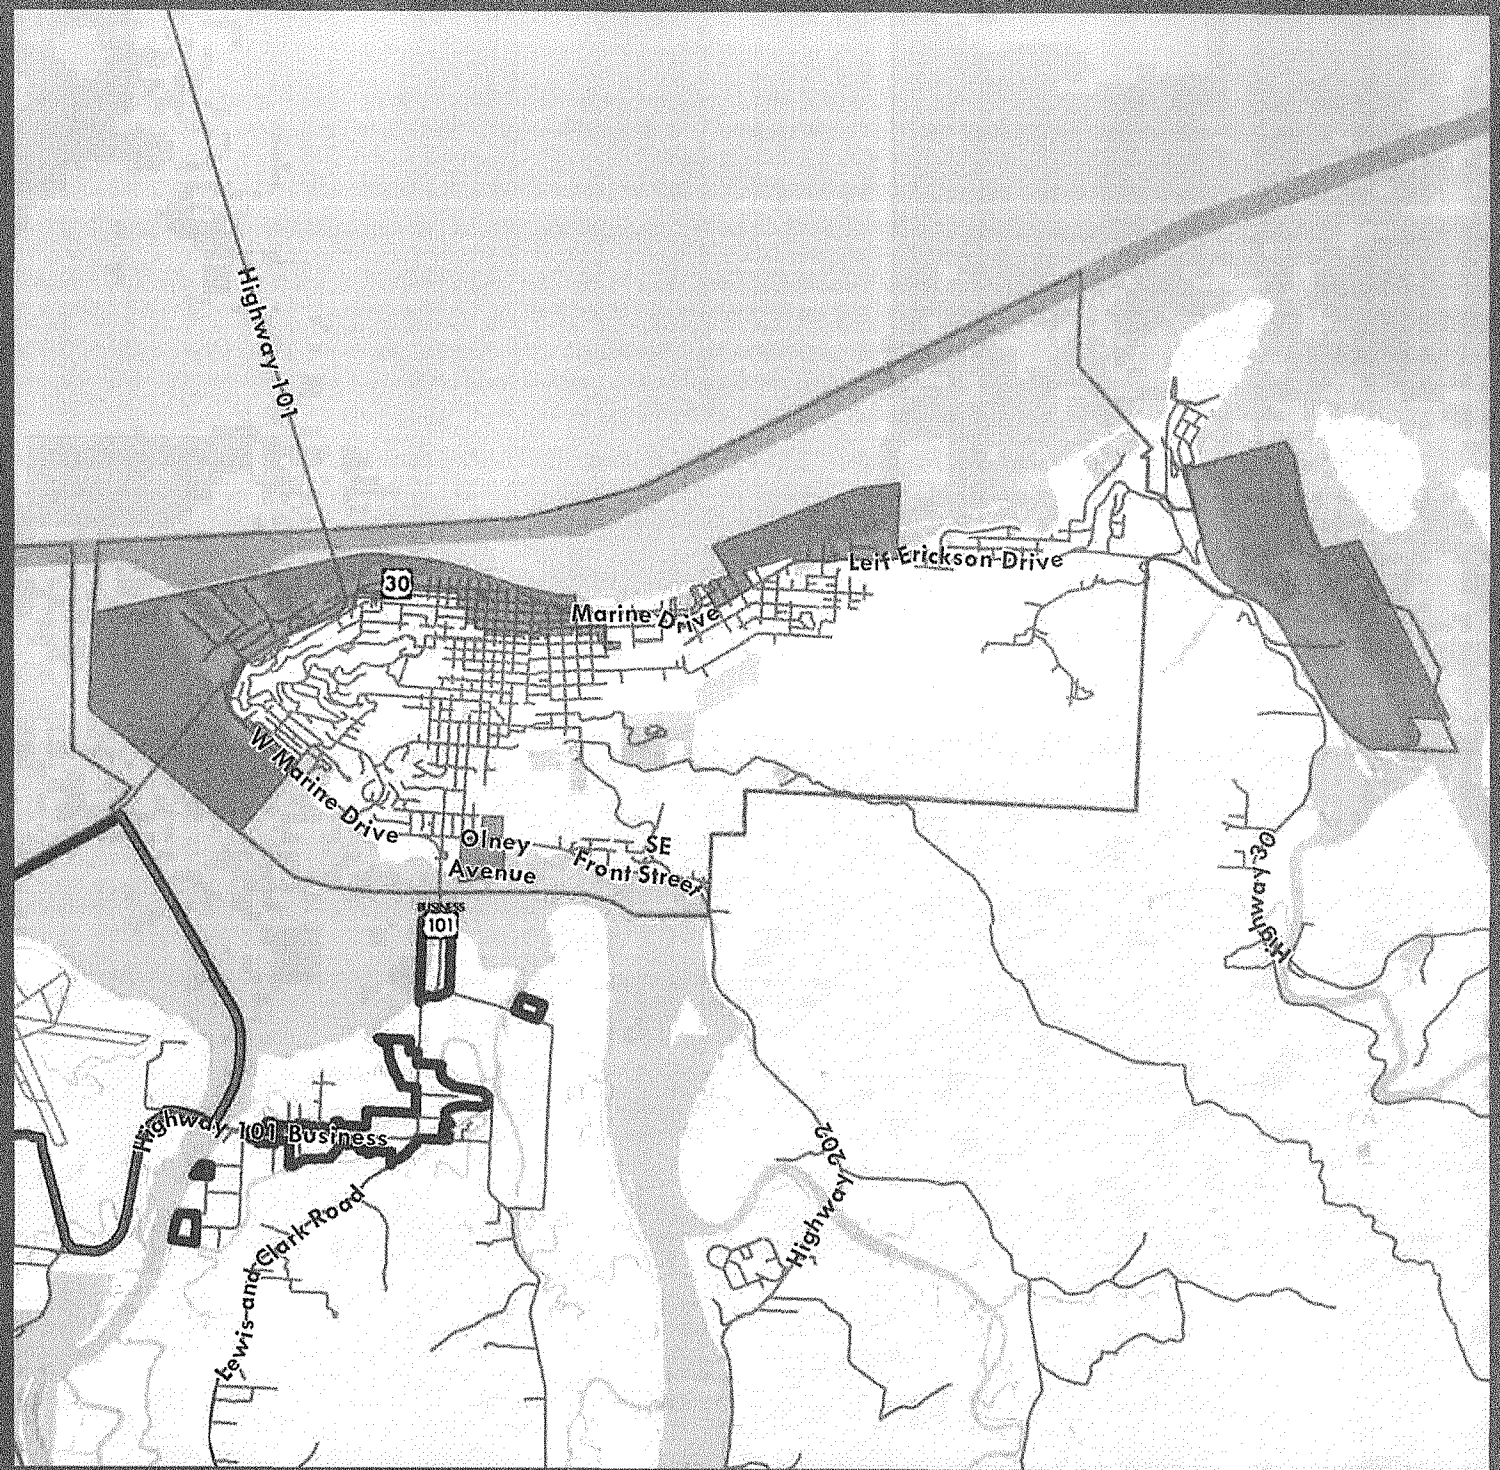 Highway 101
30
Leif Erickson Drive
Marine Drive
W Marine Drive
Olney
Avenue
SE
Front Street
Highway 30
BUSINESS
101
Highway 101 Business
Highway 202
Lewis and Clark Road